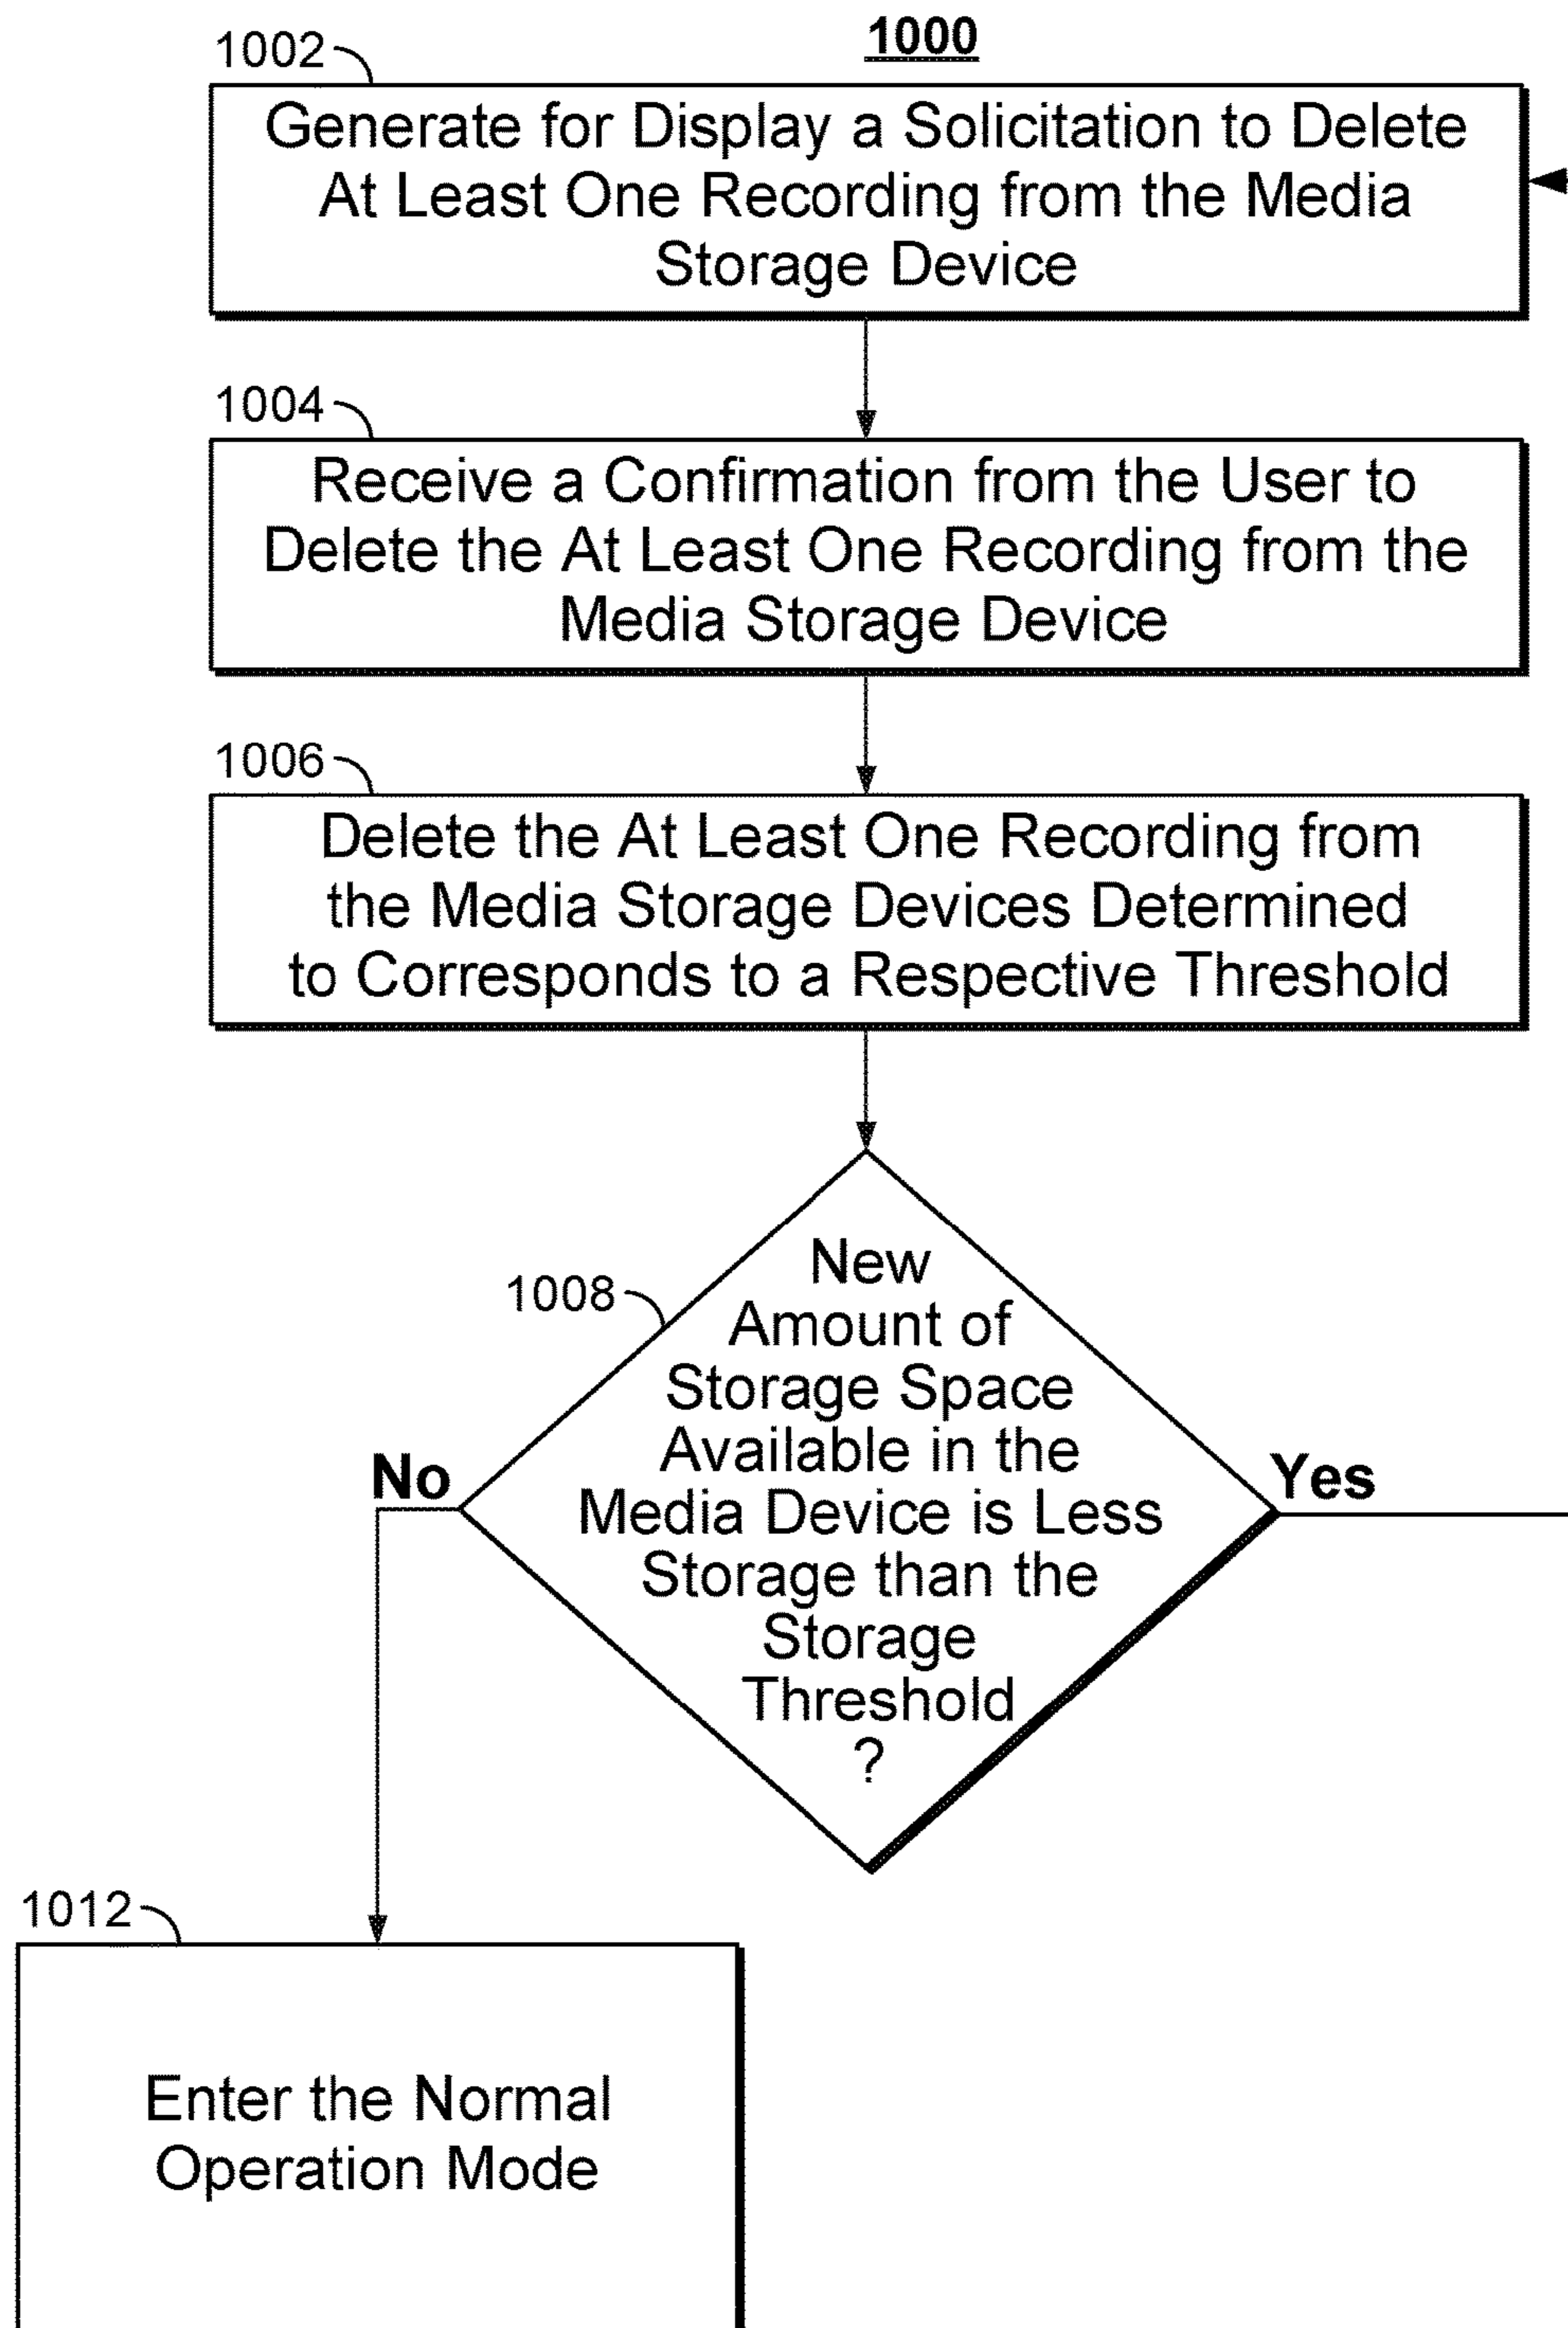 1000
1002
Generate for Display a Solicitation to Delete
At Least One Recording from the Media
Storage Device
1004
Receive a Confirmation from the User to
Delete the At Least One Recording from the
Media Storage Device
1006
Delete the At Least One Recording from
the Media Storage Devices Determined
to Corresponds to a Respective Threshold
1008
New
Amount of
Storage Space
Available in the
Media Device is Less
Storage than the
Storage
Threshold
?
No
Yes
1012
Enter the Normal
Operation Mode